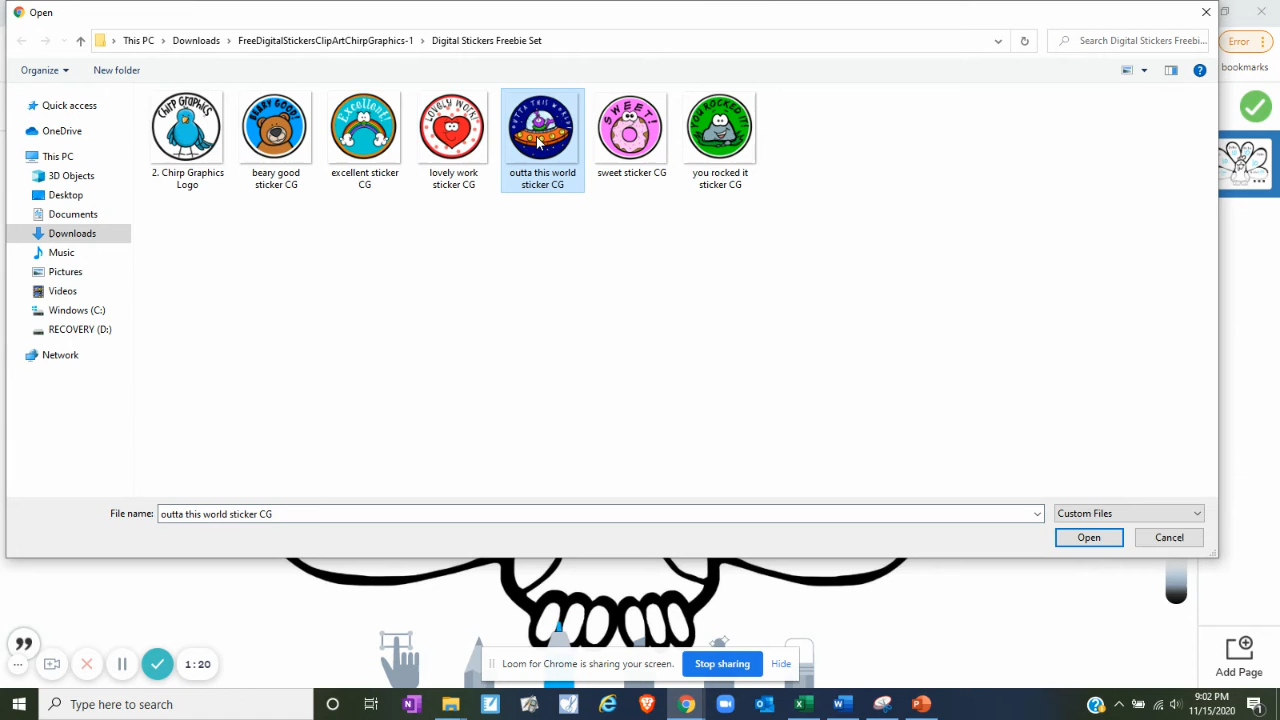 Open
Error
This PC > Downloads > FreeDigitalStickersClipArtChirpGraphics-1 > Digital Stickers Freebie Set
Search Digital Stickers Freebi...
bookmarks
Organize
New folder
Quick access
OneDrive
This PC
3D Objects
Desktop
Documents
Downloads
Music
Pictures
Videos
Windows (C:)
RECOVERY (D:)
Network
CHIRP GRAPHICS
BEARY GOOD!
Excellent!
LOVELY WORK!
OUTTA THIS WORLD!
SWEET!
YOU ROCKED IT!
2. Chirp Graphics
Logo
beary good
sticker CG
excellent sticker
CG
lovely work
sticker CG
outta this world
sticker CG
sweet sticker CG
you rocked it
sticker CG
File name:
outta this world sticker CG
Custom Files
Open
Cancel
1:20
Loom for Chrome is sharing your screen.
Stop sharing
Hide
Add Page
Type here to search
9:02 PM
11/15/2020